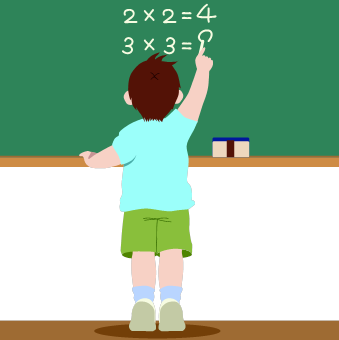 2 × 2 = 4
3 × 3 =